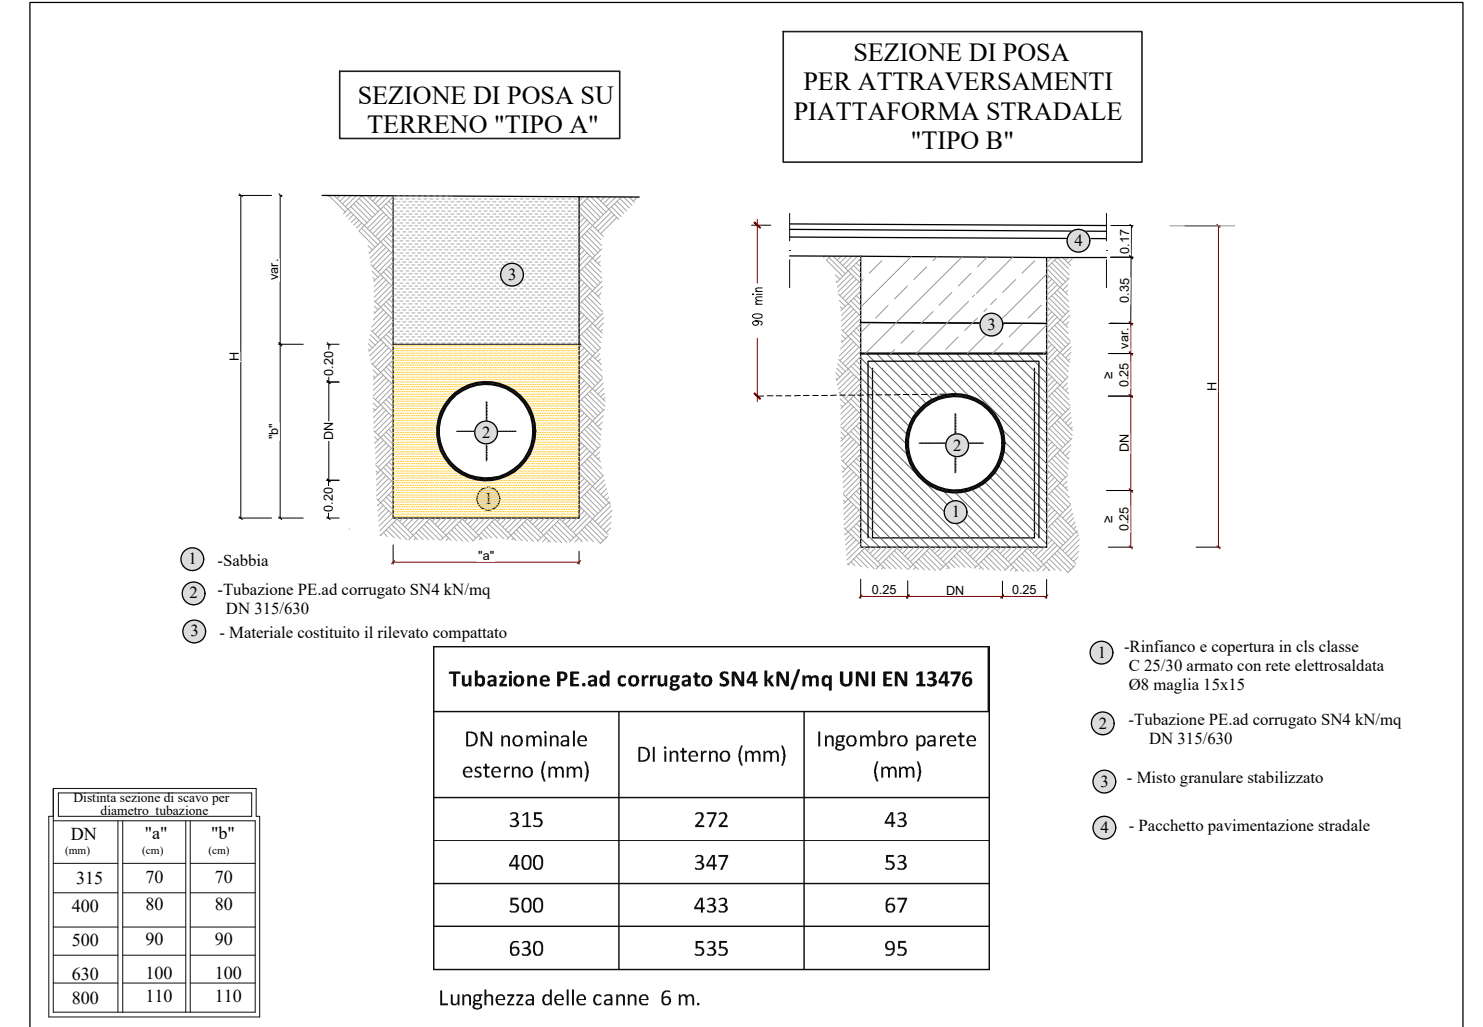 SEZIONE DI POSA SU
TERRENO "TIPO A"
SEZIONE DI POSA
PER ATTRAVERSAMENTI
PIATTAFORMA STRADALE
"TIPO B"
H
var.
"b"
0.20
DN
0.20
3
2
1
"a"
90 min
4
3
2
1
0.17
0.35
var.
≥
0.25
DN
≥
0.25
H
0.25 DN 0.25
1 -Sabbia
2 -Tubazione PE.ad corrugato SN4 kN/mq
DN 315/630
3 - Materiale costituito il rilevato compattato
1 -Rinfianco e copertura in cls classe
C 25/30 armato con rete elettrosaldata
Ø8 maglia 15x15
2 -Tubazione PE.ad corrugato SN4 kN/mq
DN 315/630
3 - Misto granulare stabilizzato
4 - Pacchetto pavimentazione stradale
Tubazione PE.ad corrugato SN4 kN/mq UNI EN 13476
DN nominale
esterno (mm)
DI interno (mm)
Ingombro parete
(mm)
315 272 43
400 347 53
500 433 67
630 535 95
Lunghezza delle canne 6 m.
Distinta sezione di scavo per
diametro tubazione
DN "a" "b"
(mm) (cm) (cm)
315 70 70
400 80 80
500 90 90
630 100 100
800 110 110